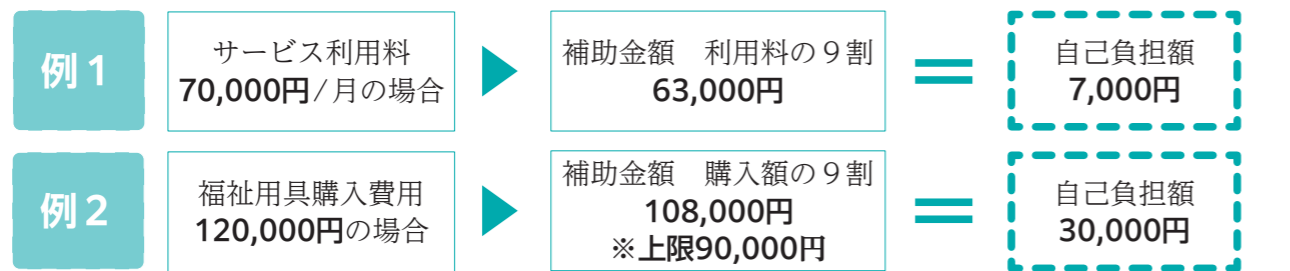 例1
サービス利用料
70,000円/月の場合
補助金額　利用料の９割
63,000円
自己負担額
7,000円
例2
福祉用具購入費用
120,000円の場合
補助金額　購入額の９割
108,000円
※上限90,000円
自己負担額
30,000円